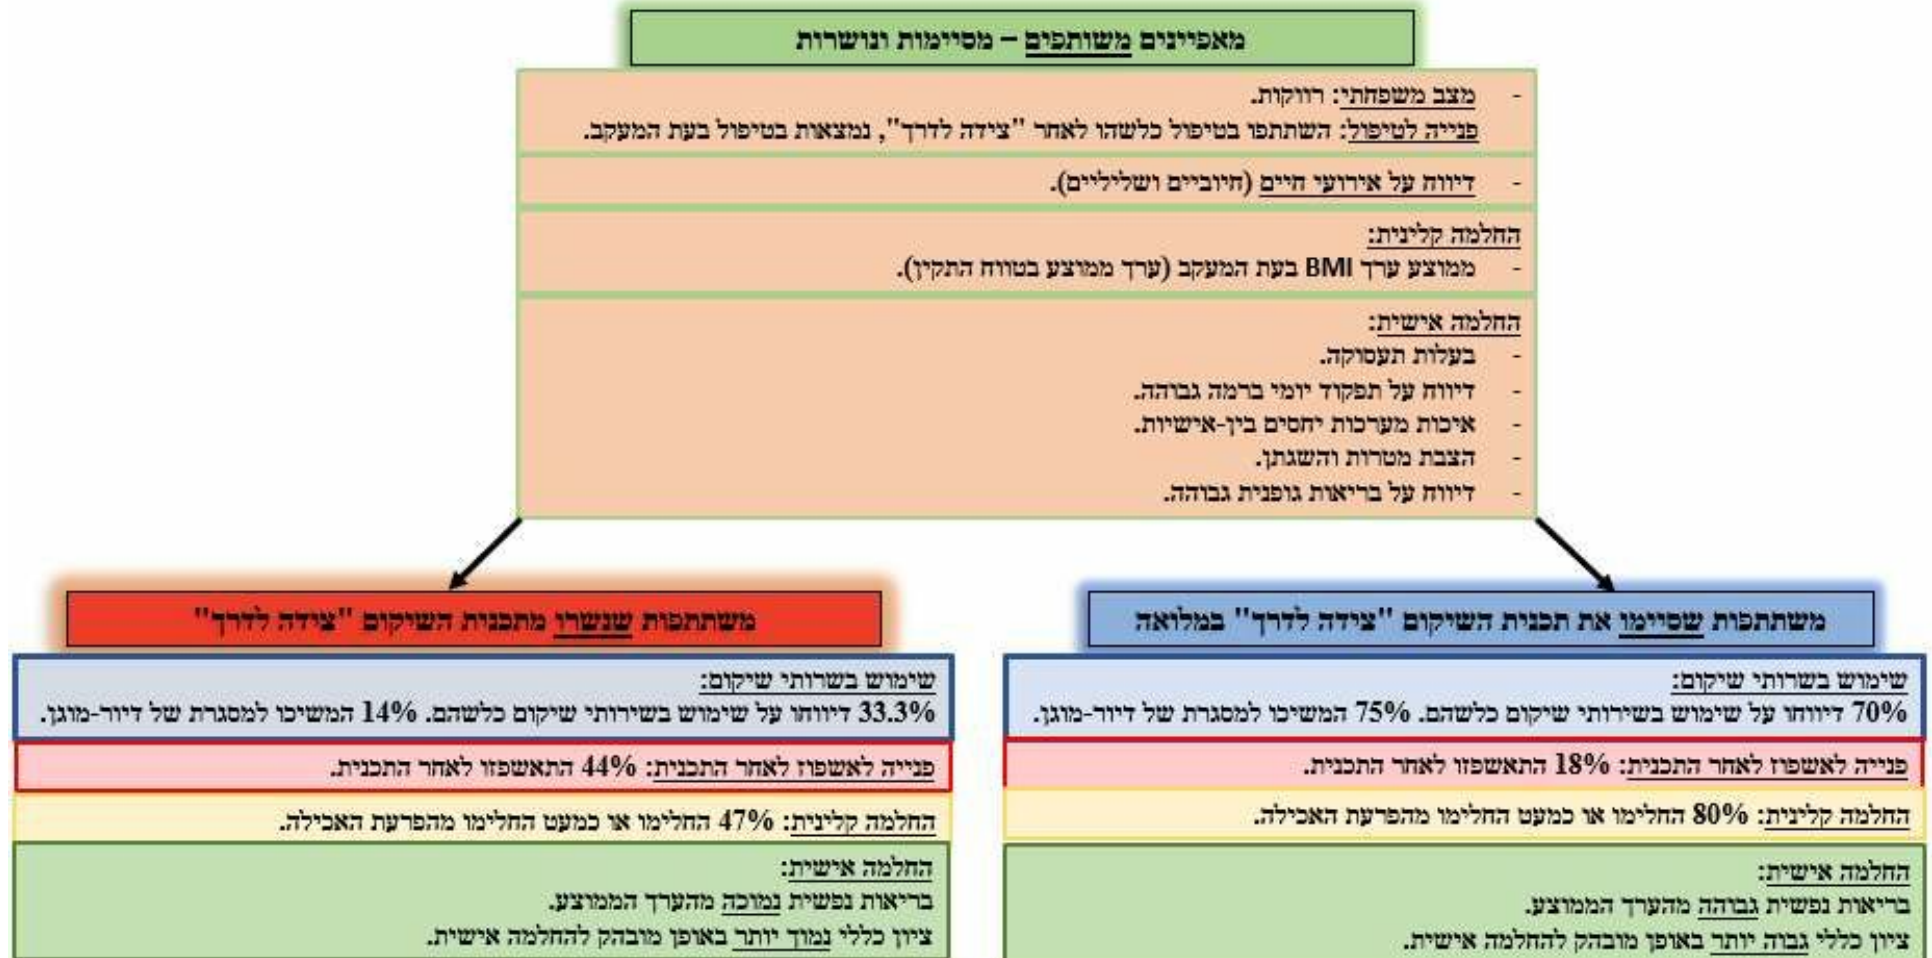 מאפיינים משותפים – מסיימות ונושרות
- מצב משפחתי: רווקות.
פנייה לטיפול: השתתפו בטיפול כלשהו לאחר "צידה לדרך", נמצאות בטיפול בעת המעקב.
- דיווח על אירועי חיים (חיוביים ושליליים).
החלמה קלינית:
- ממוצע ערך BMI בעת המעקב (ערך ממוצע בטווח התקין).
החלמה אישית:
- בעלות תעסוקה.
- דיווח על תפקוד יומי ברמה גבוהה.
- איכות מערכות יחסים בין-אישיות.
- הצבת מטרות והשגתן.
- דיווח על בריאות גופנית גבוהה.
משתתפות שסיימו את תכנית השיקום "צידה לדרך" במלואה
שימוש בשרותי שיקום:
70% דיווחו על שימוש בשירותי שיקום כלשהם. 75% המשיכו למסגרת של דיור-מוגן.
פנייה לאשפוז לאחר התכנית: 18% התאשפזו לאחר התכנית.
החלמה קלינית: 80% החלימו או כמעט החלימו מהפרעת האכילה.
החלמה אישית:
בריאות נפשית גבוהה מהערך הממוצע.
ציון כללי גבוה יותר באופן מובהק להחלמה אישית.
משתתפות שנשרו מתכנית השיקום "צידה לדרך"
שימוש בשרותי שיקום:
33.3% דיווחו על שימוש בשירותי שיקום כלשהם. 14% המשיכו למסגרת של דיור-מוגן.
פנייה לאשפוז לאחר התכנית: 44% התאשפזו לאחר התכנית.
החלמה קלינית: 47% החלימו או כמעט החלימו מהפרעת האכילה.
החלמה אישית:
בריאות נפשית נמוכה מהערך הממוצע.
ציון כללי נמוך יותר באופן מובהק להחלמה אישית.